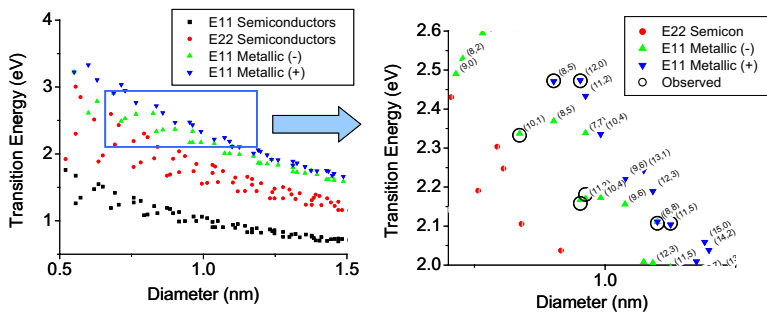 E11 Semiconductors
E22 Semiconductors
E11 Metallic (-)
E11 Metallic (+)
Transition Energy (eV)
4
3
2
1
0.5
1.0
1.5
Diameter (nm)
E22 Semicon
E11 Metallic (-)
E11 Metallic (+)
Observed
Transition Energy (eV)
2.6
2.5
2.4
2.3
2.2
2.1
2.0
1.0
Diameter (nm)
(8,2)
(9,0)
(8,5)
(12,0)
(11,2)
(10,1)
(8,5)
(7,7)
(10,4)
(9,6)
(13,1)
(12,3)
(10,4)
(9,6)
(8,8)
(11,5)
(15,0)
(14,2)
(12,3)
(11,5)